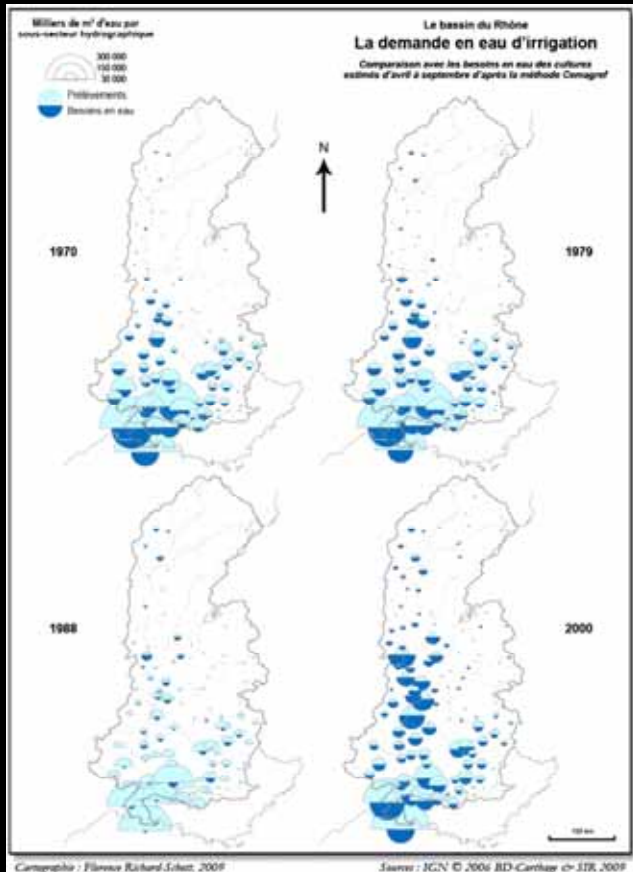 Milliers de m³ d'eau par
sous-secteur hydrographique
300 000
150 000
30 000
Prélèvements
Besoins en eau
Le bassin du Rhône
La demande en eau d'irrigation
Comparaison avec les besoins en eau des cultures
estimés d'avril à septembre d'après la méthode Cemagref
N
1970
1979
1988
2000
100 km
Cartographie : Florence Richard-Schott, 2009
Sources : IGN © 2006 BD-Carthage & SIR, 2009